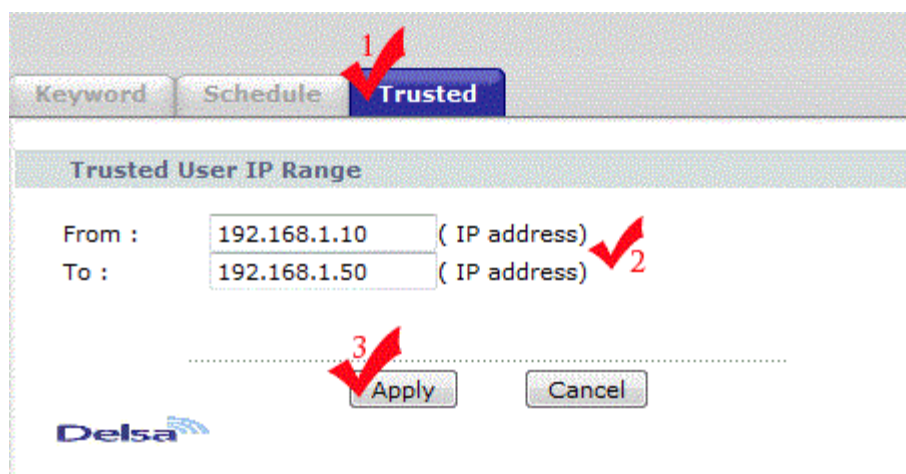 1
Keyword Schedule Trusted
Trusted User IP Range
From : 192.168.1.10 ( IP address)
2
To : 192.168.1.50 ( IP address)
3
Apply Cancel
Delsa